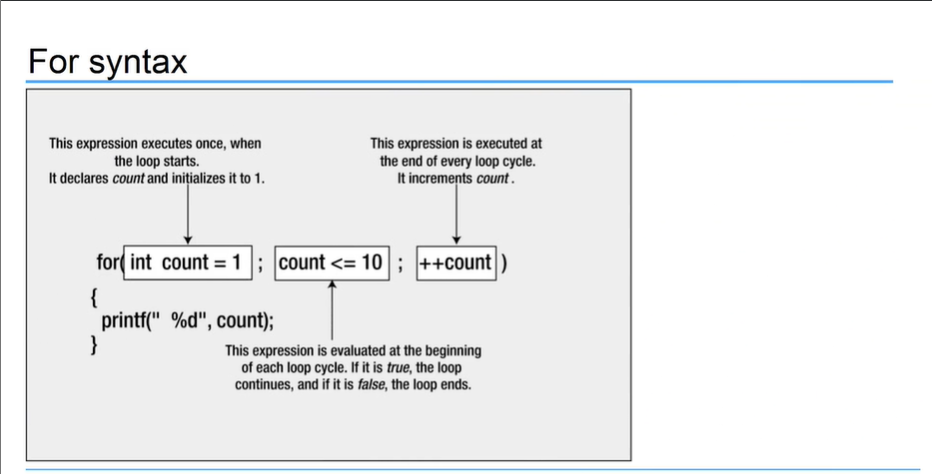 For syntax
This expression executes once, when
the loop starts.
It declares count and initializes it to 1.
This expression is executed at
the end of every loop cycle.
It increments count .
for( int count = 1 ; count <= 10 ; ++count )
{
printf(" %d", count);
}
This expression is evaluated at the beginning
of each loop cycle. If it is true, the loop
continues, and if it is false, the loop ends.